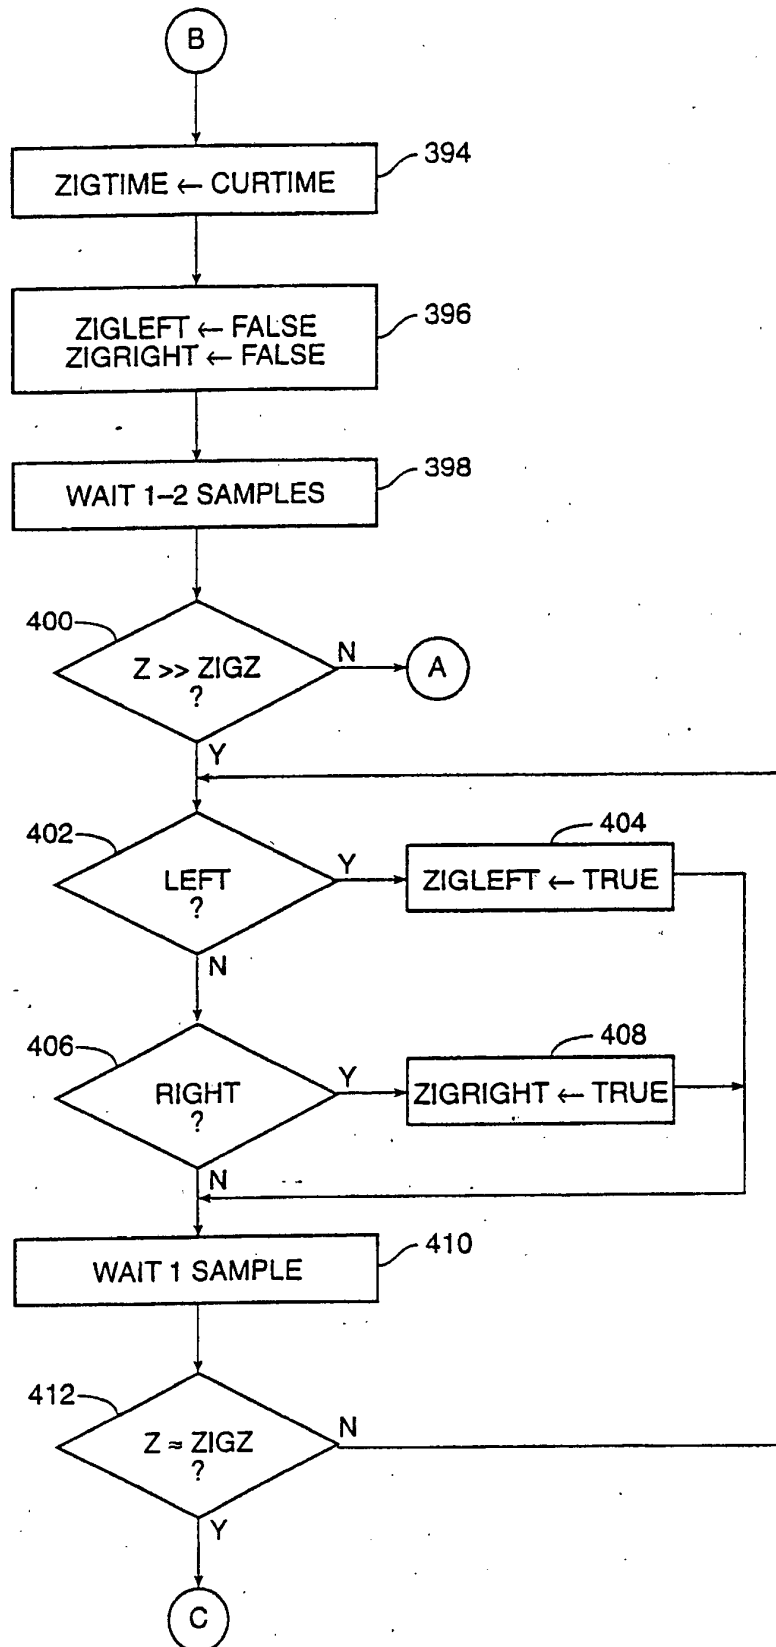 B
394
ZIGTIME ← CURTIME
396
ZIGLEFT ← FALSE
ZIGRIGHT ← FALSE
398
WAIT 1–2 SAMPLES
400
Z >> ZIGZ
?
N
A
Y
402
LEFT
?
Y
404
ZIGLEFT ← TRUE
N
406
RIGHT
?
Y
408
ZIGRIGHT ← TRUE
N
410
WAIT 1 SAMPLE
412
Z ≈ ZIGZ
?
N
Y
C